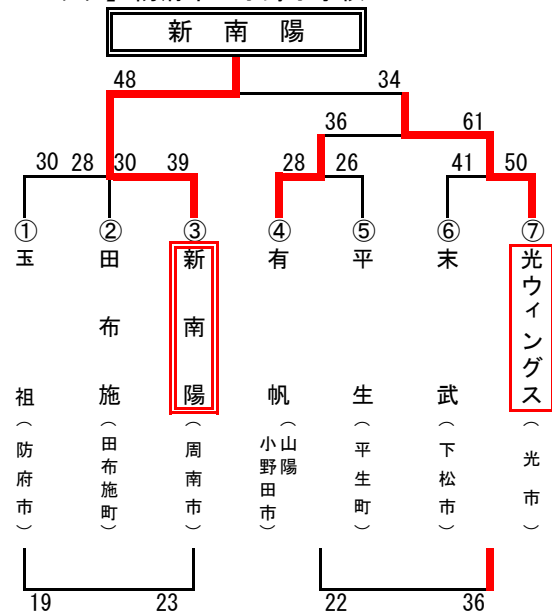 新南陽
48 34
36 61
30 28 30 39 28 26 41 50
① ② ③ ④ ⑤ ⑥ ⑦
玉祖(防府市)
田布施(田布施町)
新南陽(周南市)
有帆(山陽小野田市)
平生(平生町)
末武(下松市)
光ウィングス(光市)
19 23 22 36